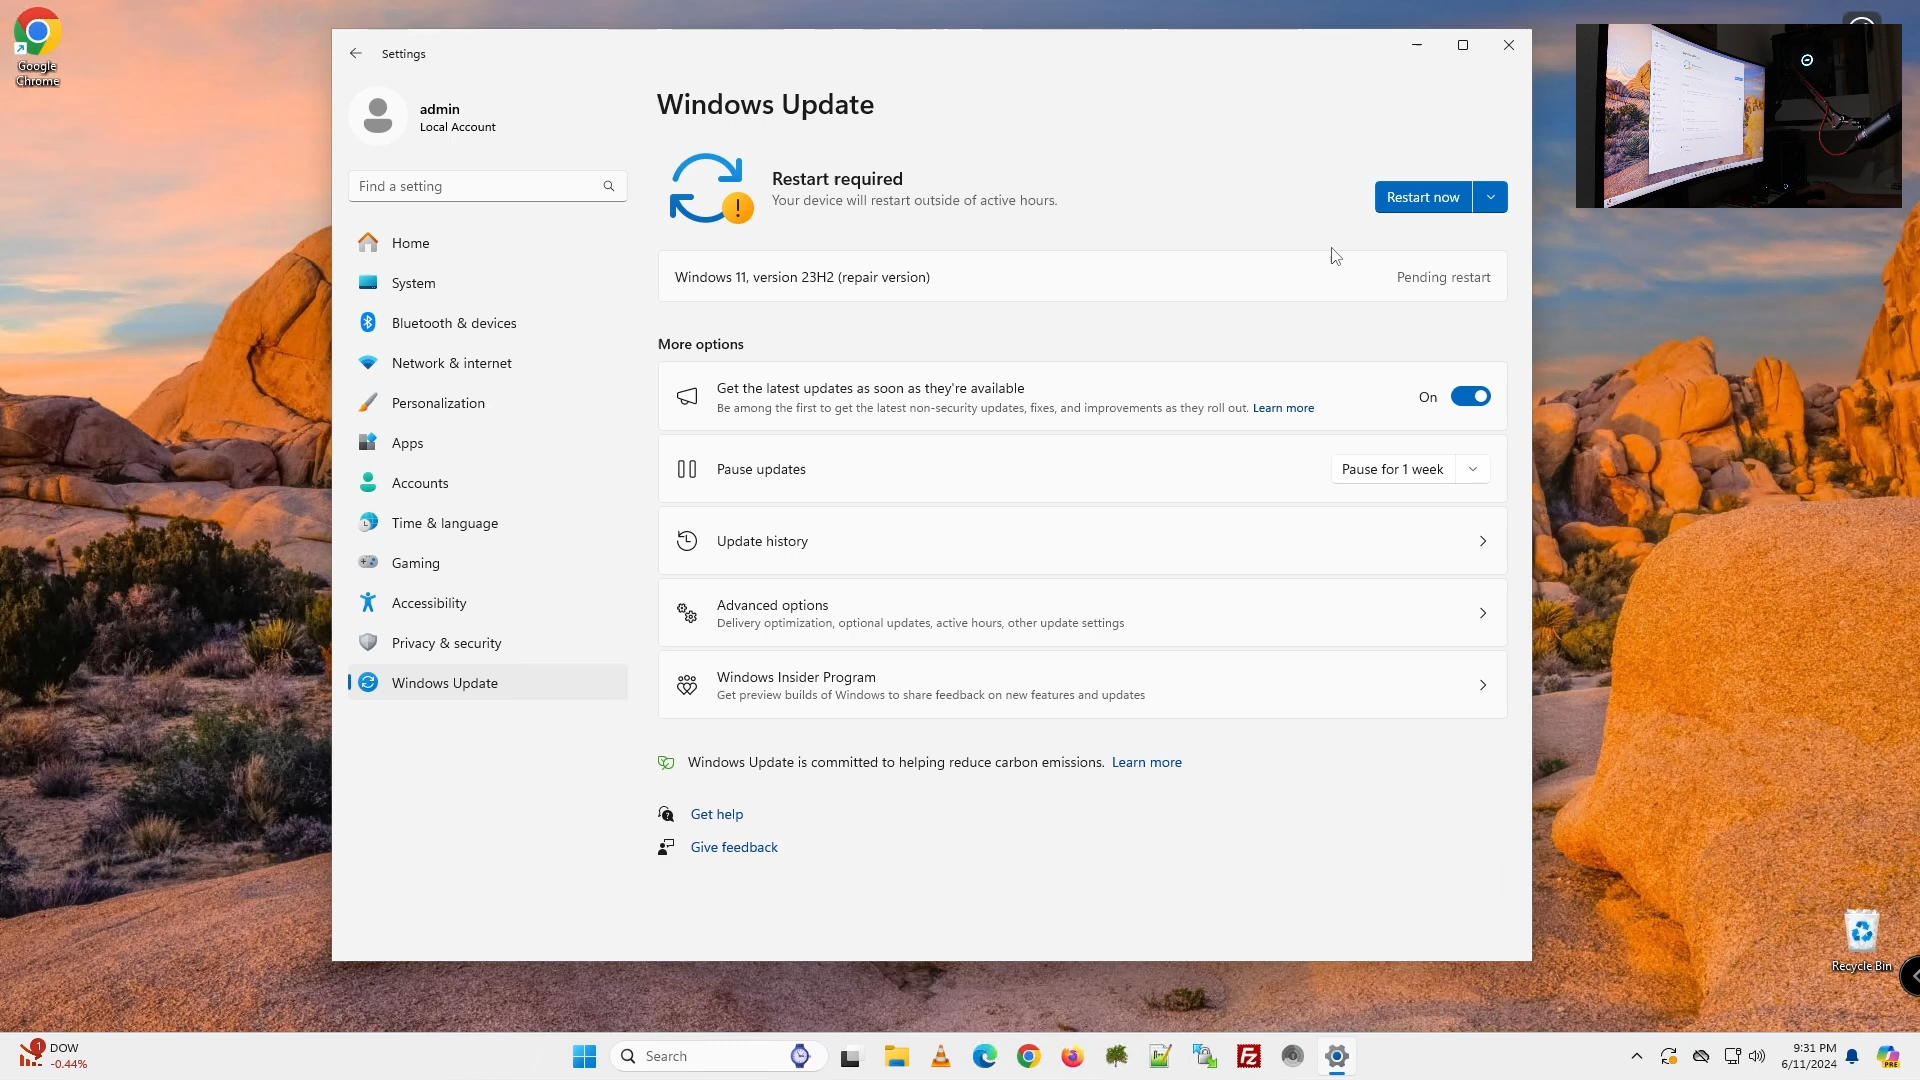 Google
Chrome
Settings
admin
Local Account
Find a setting
Home
System
Bluetooth & devices
Network & internet
Personalization
Apps
Accounts
Time & language
Gaming
Accessibility
Privacy & security
Windows Update
Windows Update
Restart required
Your device will restart outside of active hours.
Restart now
Windows 11, version 23H2 (repair version)
Pending restart
More options
Get the latest updates as soon as they're available
Be among the first to get the latest non-security updates, fixes, and improvements as they roll out. Learn more
On
Pause updates
Pause for 1 week
Update history
Advanced options
Delivery optimization, optional updates, active hours, other update settings
Windows Insider Program
Get preview builds of Windows to share feedback on new features and updates
Windows Update is committed to helping reduce carbon emissions. Learn more
Get help
Give feedback
Recycle Bin
1
DOW
-0.44%
Search
9:31 PM
6/11/2024
PRE